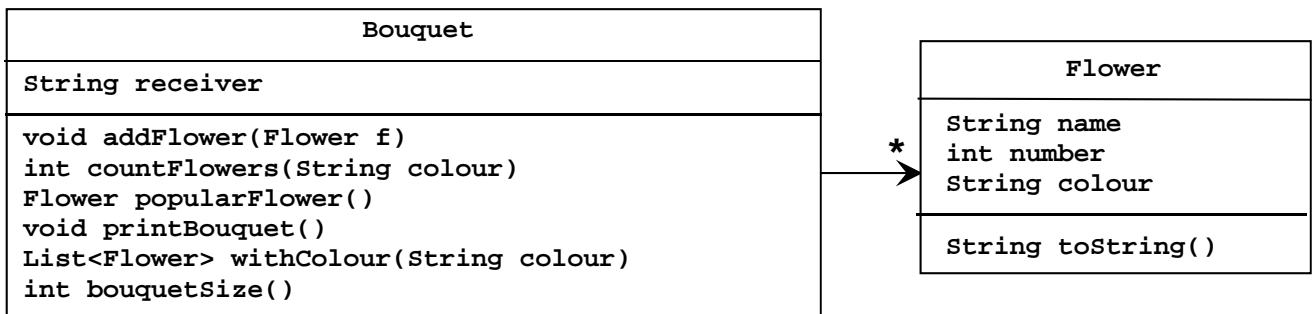 Bouquet
String receiver
void addFlower(Flower f)
int countFlowers(String colour)
Flower popularFlower()
void printBouquet()
List<Flower> withColour(String colour)
int bouquetSize()
*
Flower
String name
int number
String colour
String toString()